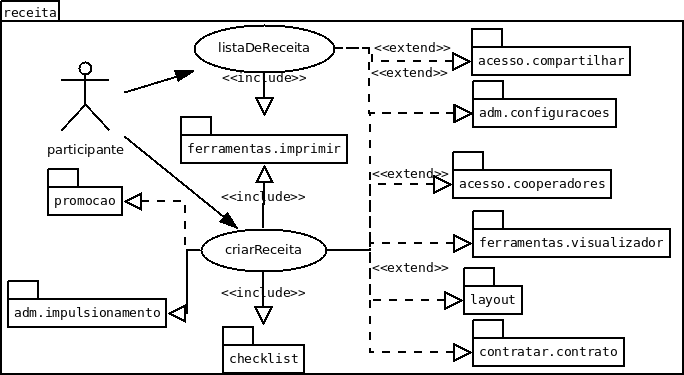 receita
listaDeReceita
<<extend>>
acesso.compartilhar
<<extend>>
<<include>>
adm.configuracoes
participante
ferramentas.imprimir
<<extend>>
acesso.cooperadores
promocao
<<include>>
criarReceita
ferramentas.visualizador
<<extend>>
<<include>>
layout
adm.impulsionamento
checklist
contratar.contrato